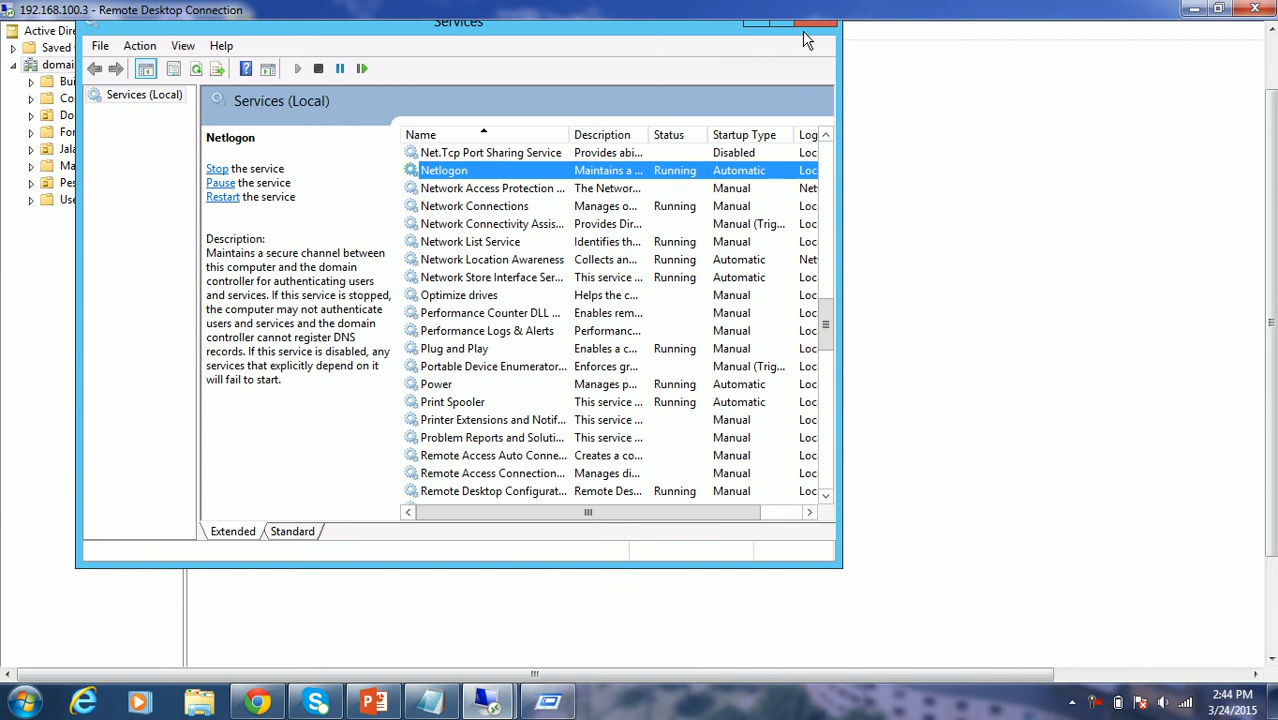 192.168.100.3 - Remote Desktop Connection
Services
Active Dire
Saved
domai
Bui
Co
Do
For
Jala
Ma
Pes
Use
File Action View Help
Services (Local)
Services (Local)
Netlogon
Stop the service
Pause the service
Restart the service
Description:
Maintains a secure channel between
this computer and the domain
controller for authenticating users
and services. If this service is stopped,
the computer may not authenticate
users and services and the domain
controller cannot register DNS
records. If this service is disabled, any
services that explicitly depend on it
will fail to start.
Name Description Status Startup Type Log
Net.Tcp Port Sharing Service Provides abi... Disabled Loc
Netlogon Maintains a ... Running Automatic Loc
Network Access Protection ... The Networ... Manual Net
Network Connections Manages o... Running Manual Loc
Network Connectivity Assis... Provides Dir... Manual (Trig... Loc
Network List Service Identifies th... Running Manual Loc
Network Location Awareness Collects an... Running Automatic Net
Network Store Interface Ser... This service ... Running Automatic Loc
Optimize drives Helps the c... Manual Loc
Performance Counter DLL ... Enables rem... Manual Loc
Performance Logs & Alerts Performanc... Manual Loc
Plug and Play Enables a c... Running Manual Loc
Portable Device Enumerator... Enforces gr... Manual (Trig... Loc
Power Manages p... Running Automatic Loc
Print Spooler This service ... Running Automatic Loc
Printer Extensions and Notif... This service ... Manual Loc
Problem Reports and Soluti... This service ... Manual Loc
Remote Access Auto Conne... Creates a co... Manual Loc
Remote Access Connection... Manages di... Manual Loc
Remote Desktop Configurat... Remote Des... Running Manual Loc
Extended Standard
2:44 PM
3/24/2015